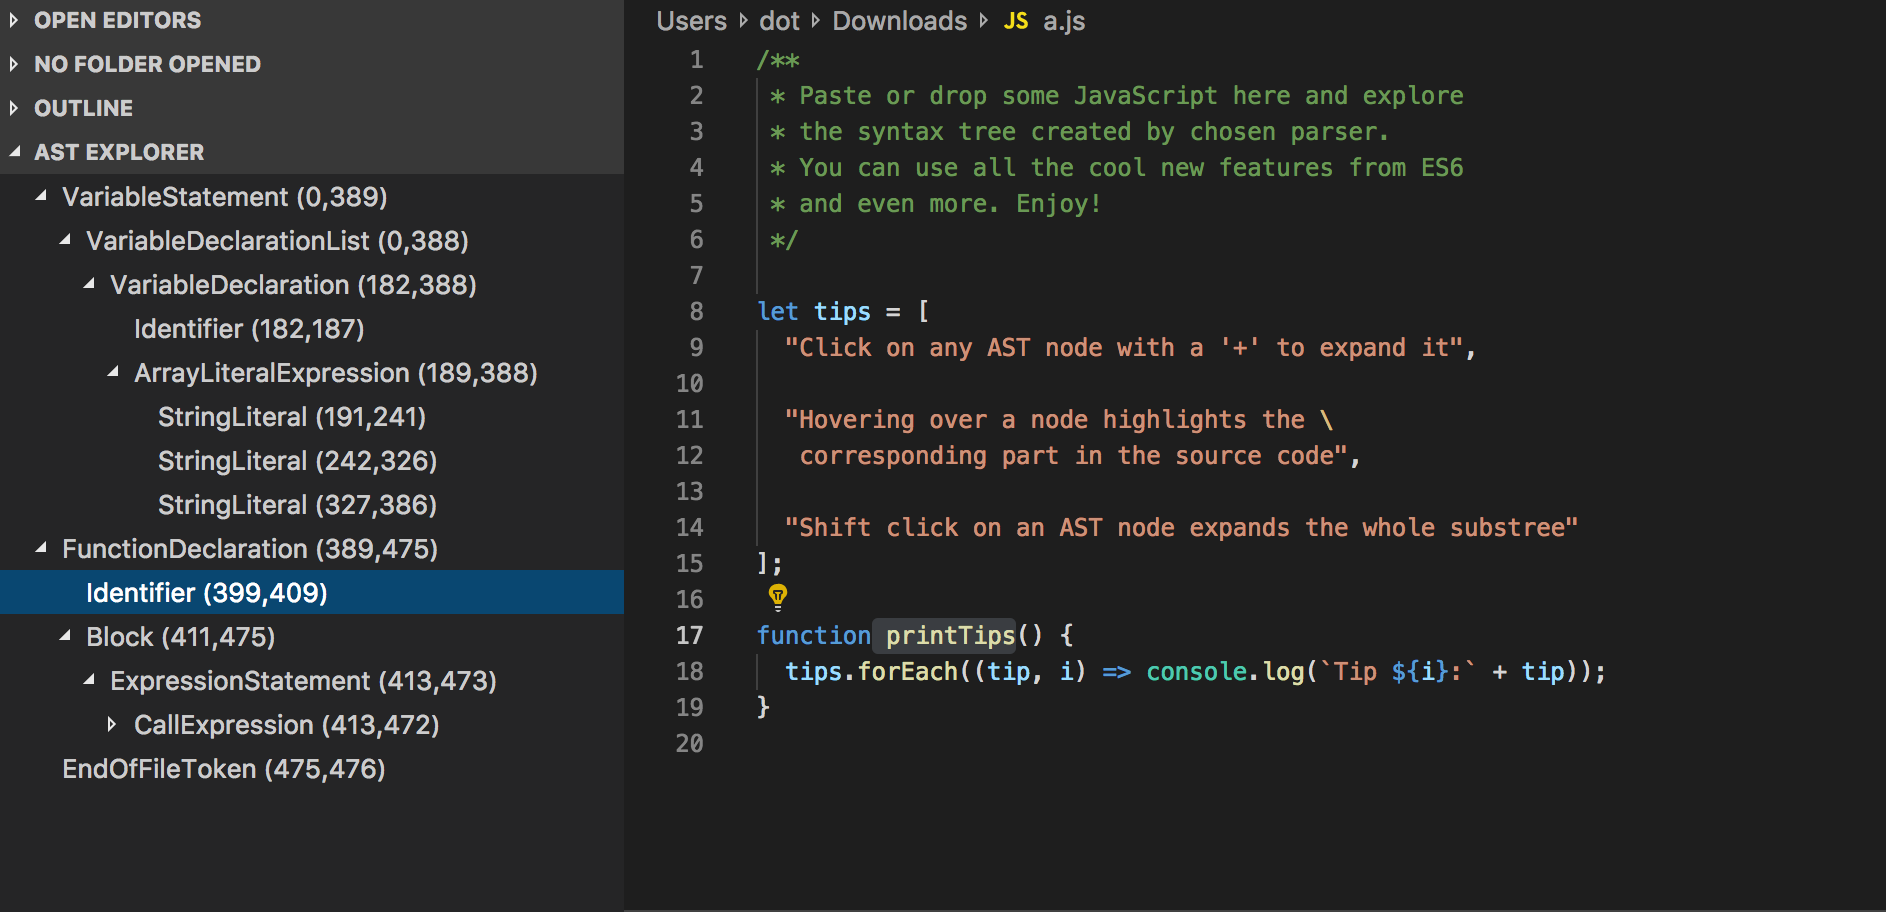 OPEN EDITORS
NO FOLDER OPENED
OUTLINE
AST EXPLORER
VariableStatement (0,389)
VariableDeclarationList (0,388)
VariableDeclaration (182,388)
Identifier (182,187)
ArrayLiteralExpression (189,388)
StringLiteral (191,241)
StringLiteral (242,326)
StringLiteral (327,386)
FunctionDeclaration (389,475)
Identifier (399,409)
Block (411,475)
ExpressionStatement (413,473)
CallExpression (413,472)
EndOfFileToken (475,476)
Users dot Downloads JS a.js
1 /**
2 * Paste or drop some JavaScript here and explore
3 * the syntax tree created by chosen parser.
4 * You can use all the cool new features from ES6
5 * and even more. Enjoy!
6 */
7
8 let tips = [
9 "Click on any AST node with a '+' to expand it",
10
11 "Hovering over a node highlights the \
12 corresponding part in the source code",
13
14 "Shift click on an AST node expands the whole substree"
15 ];
16
17 function printTips() {
18 tips.forEach((tip, i) => console.log(`Tip ${i}:` + tip));
19 }
20